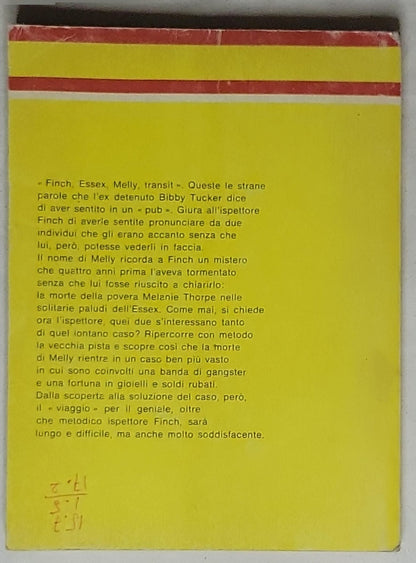 « Finch, Essex, Melly, transit ». Queste le strane
parole che l'ex detenuto Bibby Tucker dice
di aver sentito in un « pub ». Giura all'ispettore
Finch di averle sentite pronunciare da due
individui che gli erano accanto senza che
lui, però, potesse vederli in faccia.
Il nome di Melly ricorda a Finch un mistero
che quattro anni prima l'aveva tormentato
senza che lui fosse riuscito a chiarirlo:
la morte della povera Melanie Thorpe nelle
solitarie paludi dell'Essex. Come mai, si chiede
ora l'ispettore, quei due s'interessano tanto
di quel lontano caso? Ripercorre con metodo
la vecchia pista e scopre così che la morte
di Melly rientra in un caso ben più vasto
in cui sono coinvolti una banda di gangster
e una fortuna in gioielli e soldi rubati.
Dalla scoperta alla soluzione del caso, però,
il « viaggio » per il geniale, oltre
che metodico ispettore Finch, sarà
lungo e difficile, ma anche molto soddisfacente.